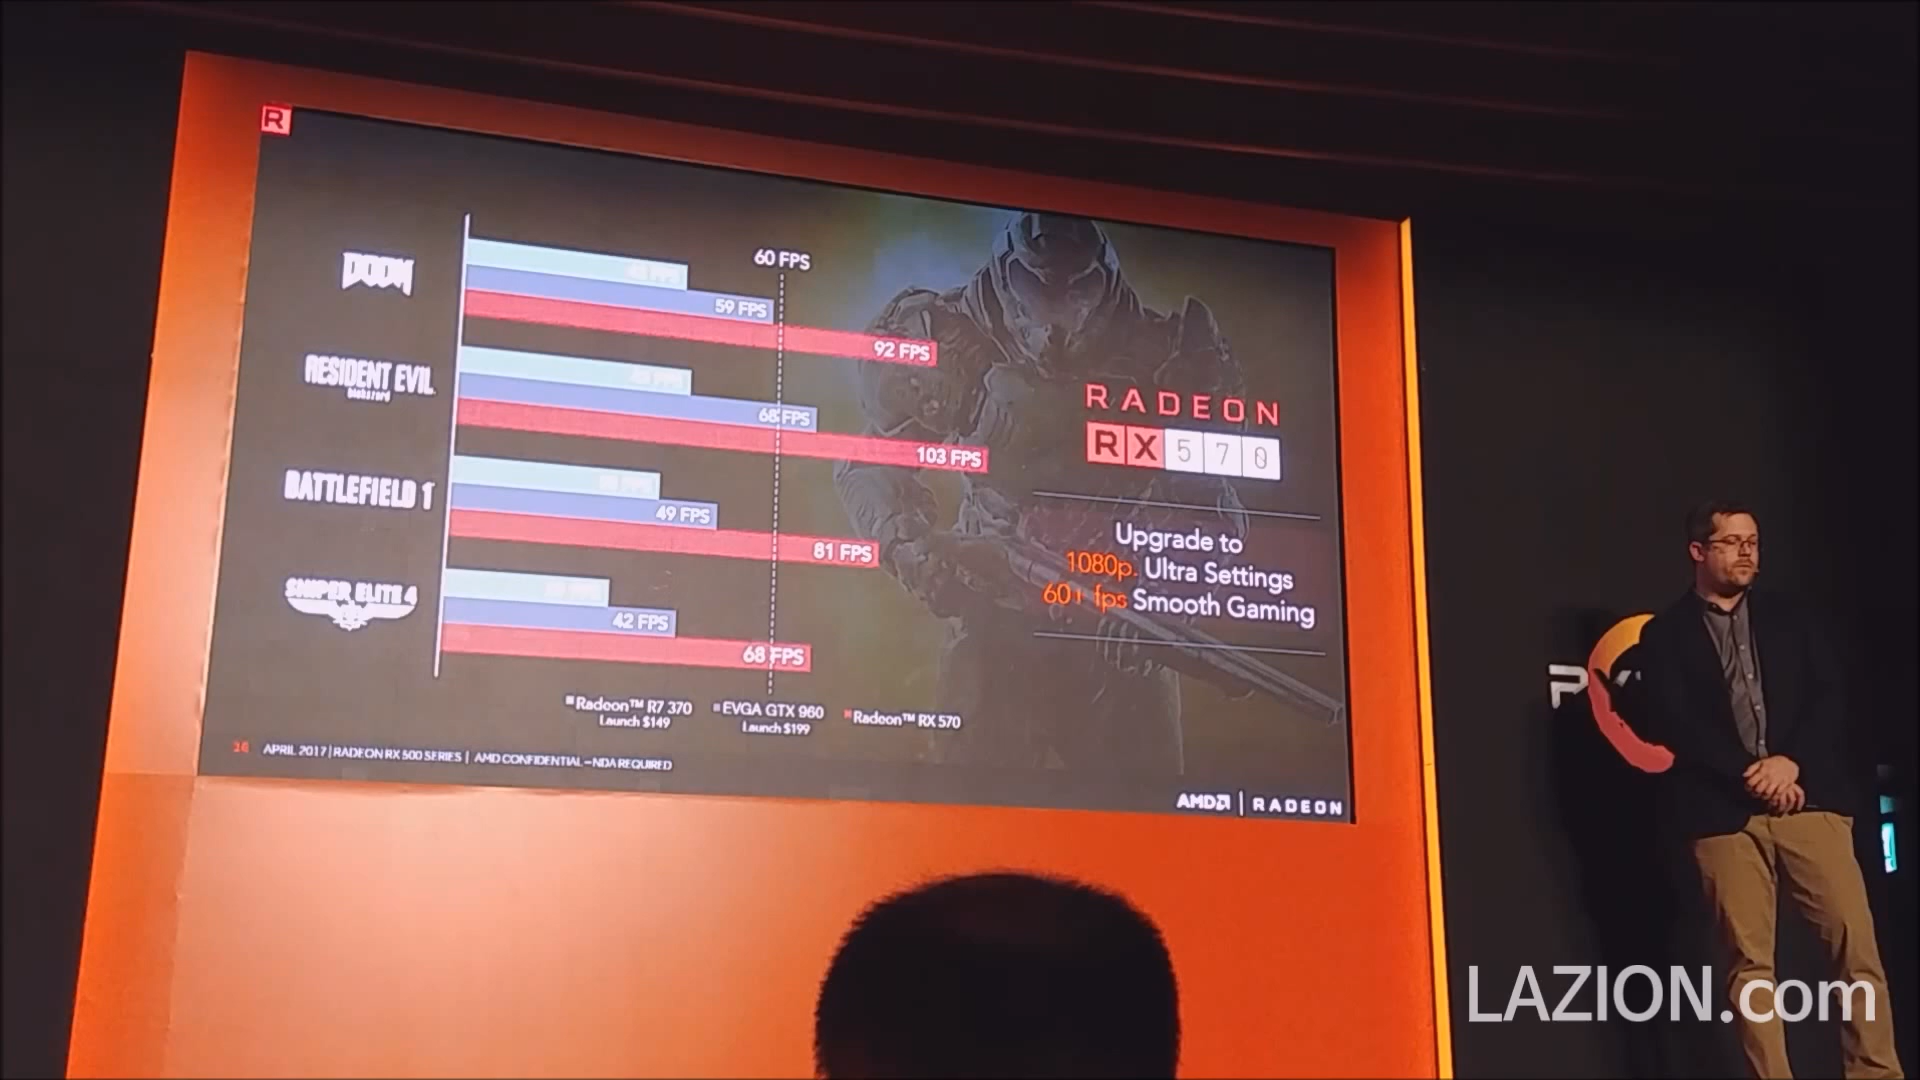 R
60 FPS
DOOM
59 FPS
92 FPS
RESIDENT EVIL
biohazard
68 FPS
103 FPS
BATTLEFIELD 1
49 FPS
81 FPS
SNIPER ELITE 4
42 FPS
68 FPS
RADEON
RX 570
Upgrade to
1080p. Ultra Settings
60+ fps Smooth Gaming
Radeon™ R7 370
Launch $149
EVGA GTX 960
Launch $199
Radeon™ RX 570
APRIL 2017 | RADEON RX 500 SERIES | AMD CONFIDENTIAL – NDA REQUIRED
AMD | RADEON
LAZION.com